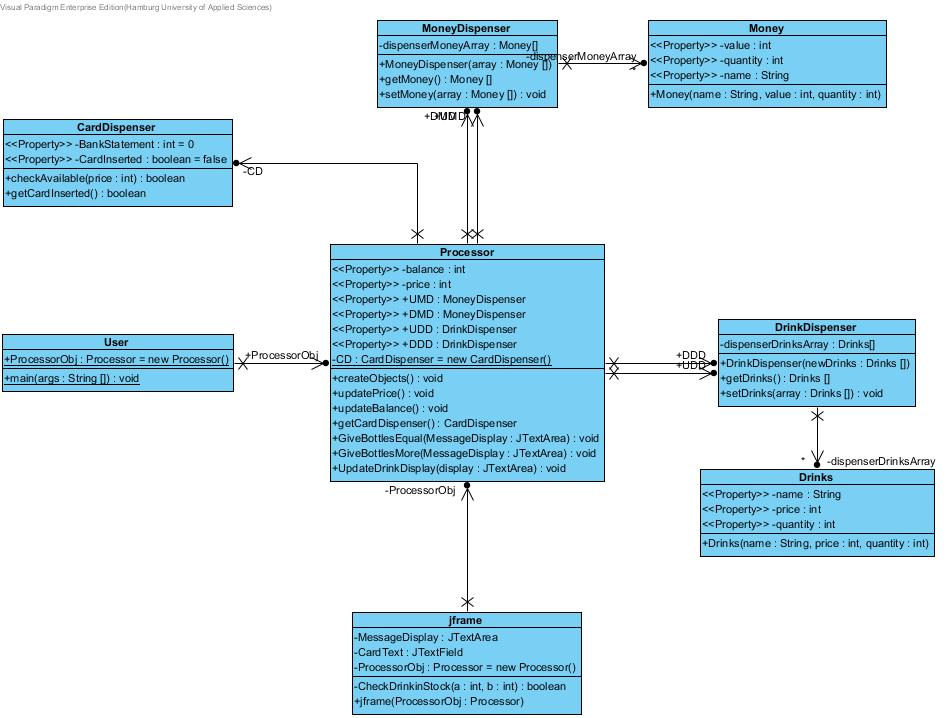 Visual Paradigm Enterprise Edition(Hamburg University of Applied Sciences)
MoneyDispenser
-dispenserMoneyArray : Money[]
+MoneyDispenser(array : Money [])
+getMoney() : Money []
+setMoney(array : Money []) : void
-dispenserMoneyArray
*
Money
<<Property>> -value : int
<<Property>> -quantity : int
<<Property>> -name : String
+Money(name : String, value : int, quantity : int)
CardDispenser
<<Property>> -BankStatement : int = 0
<<Property>> -CardInserted : boolean = false
+checkAvailable(price : int) : boolean
+getCardInserted() : boolean
-CD
+DMD
+UMD
Processor
<<Property>> -balance : int
<<Property>> -price : int
<<Property>> +UMD : MoneyDispenser
<<Property>> +DMD : MoneyDispenser
<<Property>> +UDD : DrinkDispenser
<<Property>> +DDD : DrinkDispenser
-CD : CardDispenser = new CardDispenser()
+createObjects() : void
+updatePrice() : void
+updateBalance() : void
+getCardDispenser() : CardDispenser
+GiveBottlesEqual(MessageDisplay : JTextArea) : void
+GiveBottlesMore(MessageDisplay : JTextArea) : void
+UpdateDrinkDisplay(display : JTextArea) : void
User
+ProcessorObj : Processor = new Processor()
+main(args : String []) : void
+ProcessorObj
+DDD
+UDD
DrinkDispenser
-dispenserDrinksArray : Drinks[]
+DrinkDispenser(newDrinks : Drinks [])
+getDrinks() : Drinks []
+setDrinks(array : Drinks []) : void
*
-dispenserDrinksArray
Drinks
<<Property>> -name : String
<<Property>> -price : int
<<Property>> -quantity : int
+Drinks(name : String, price : int, quantity : int)
-ProcessorObj
jframe
-MessageDisplay : JTextArea
-CardText : JTextField
-ProcessorObj : Processor = new Processor()
-CheckDrinkinStock(a : int, b : int) : boolean
+jframe(ProcessorObj : Processor)